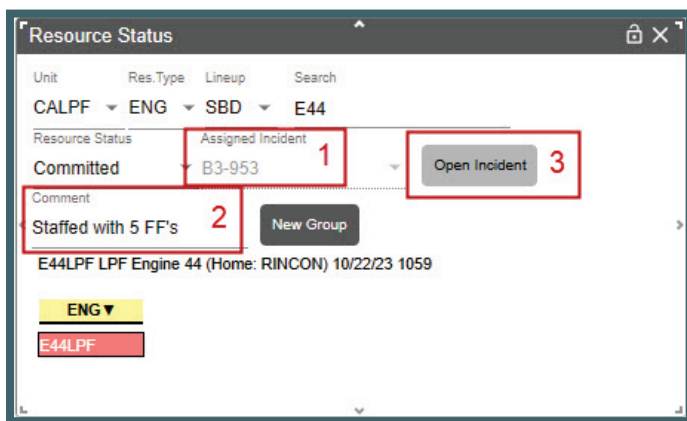 Resource Status
Unit Res.Type Lineup Search
CALPF ENG SBD E44
Resource Status Assigned Incident
Committed B3-953 1 Open Incident 3
Comment
Staffed with 5 FF's 2 New Group
E44LPF LPF Engine 44 (Home: RINCON) 10/22/23 1059
ENG▼
E44LPF